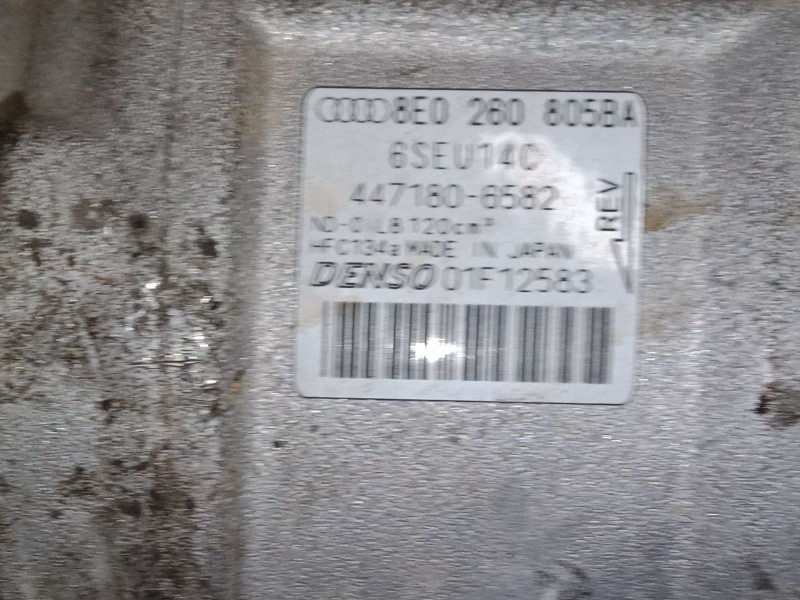 8E0 260 805BA
6SEU14C
447180-6582
ND-OIL8 120cm³
HFC134a MADE IN JAPAN
DENSO 01F12583
REV